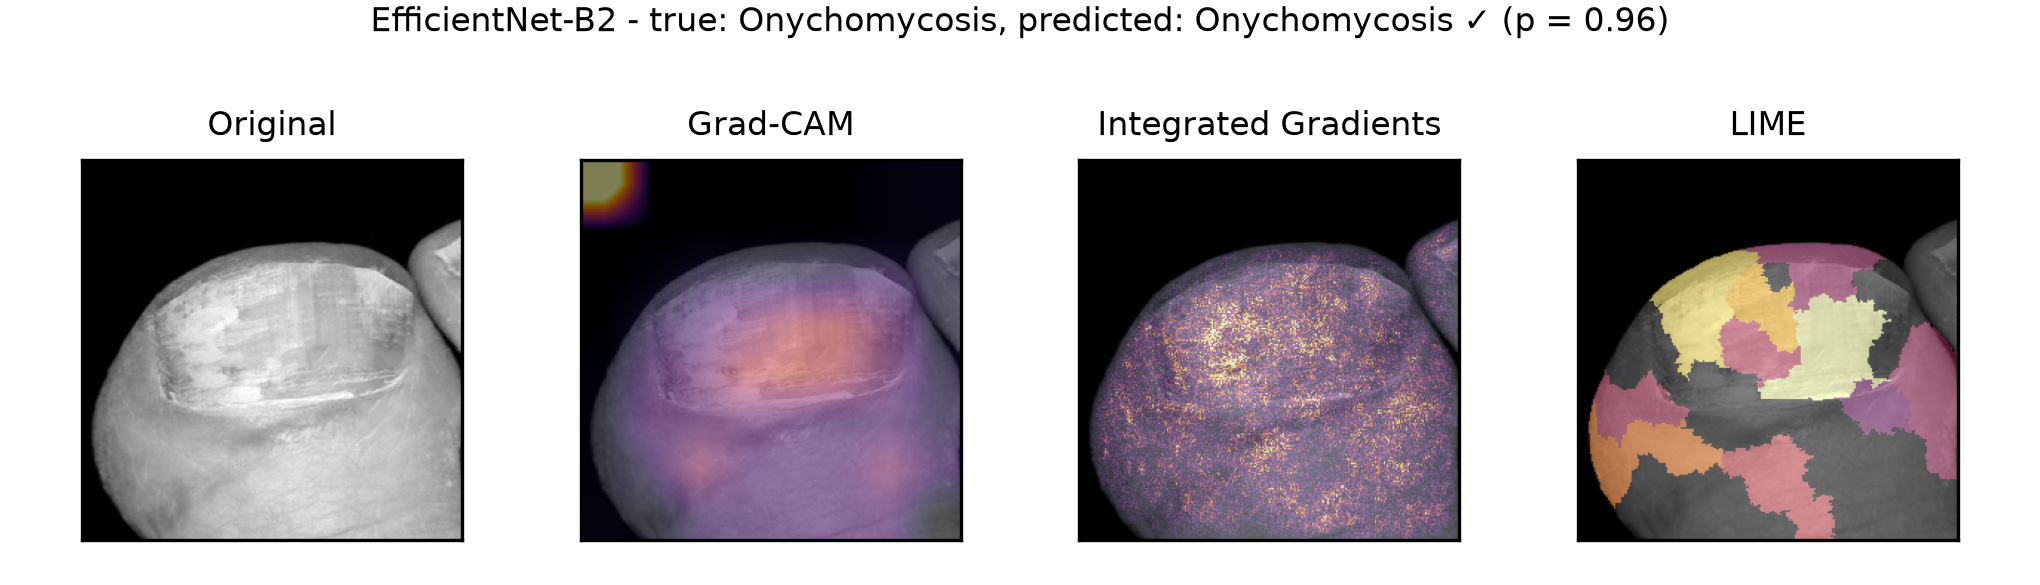 EfficientNet-B2 - true: Onychomycosis, predicted: Onychomycosis ✓ (p = 0.96)
Original
Grad-CAM
Integrated Gradients
LIME